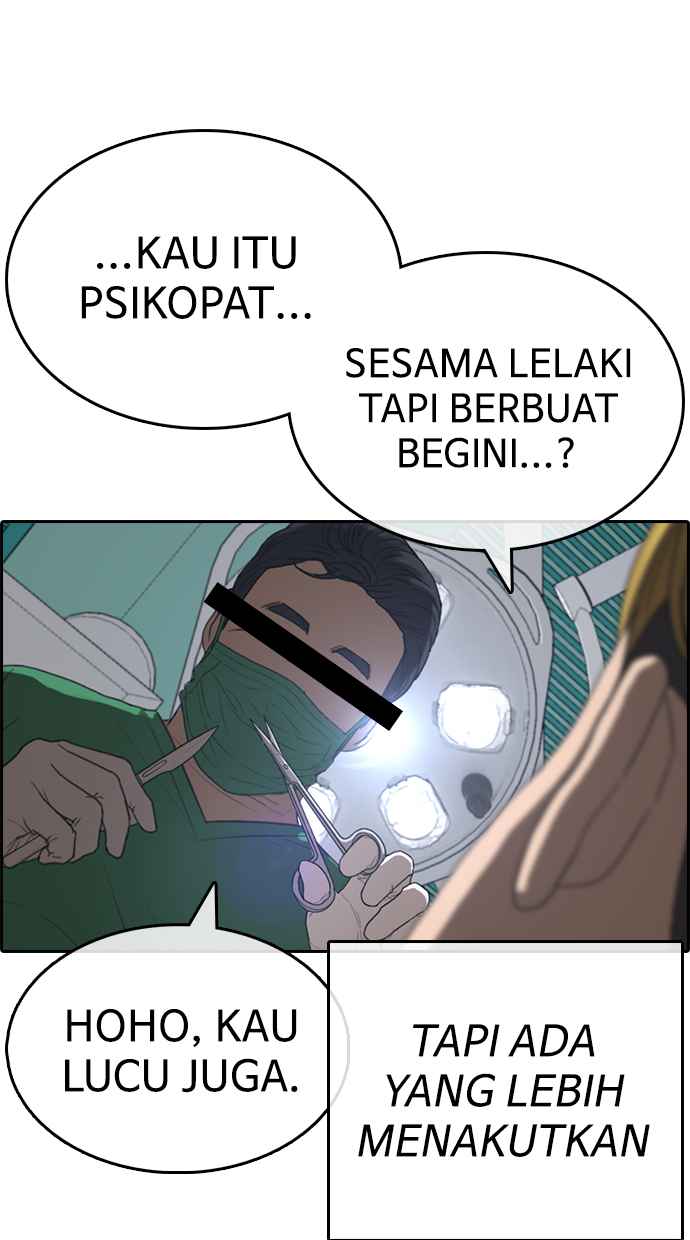 ...KAU ITU
PSIKOPAT...
SESAMA LELAKI
TAPI BERBUAT
BEGINI...?
HOHO, KAU
LUCU JUGA.
TAPI ADA
YANG LEBIH
MENAKUTKAN